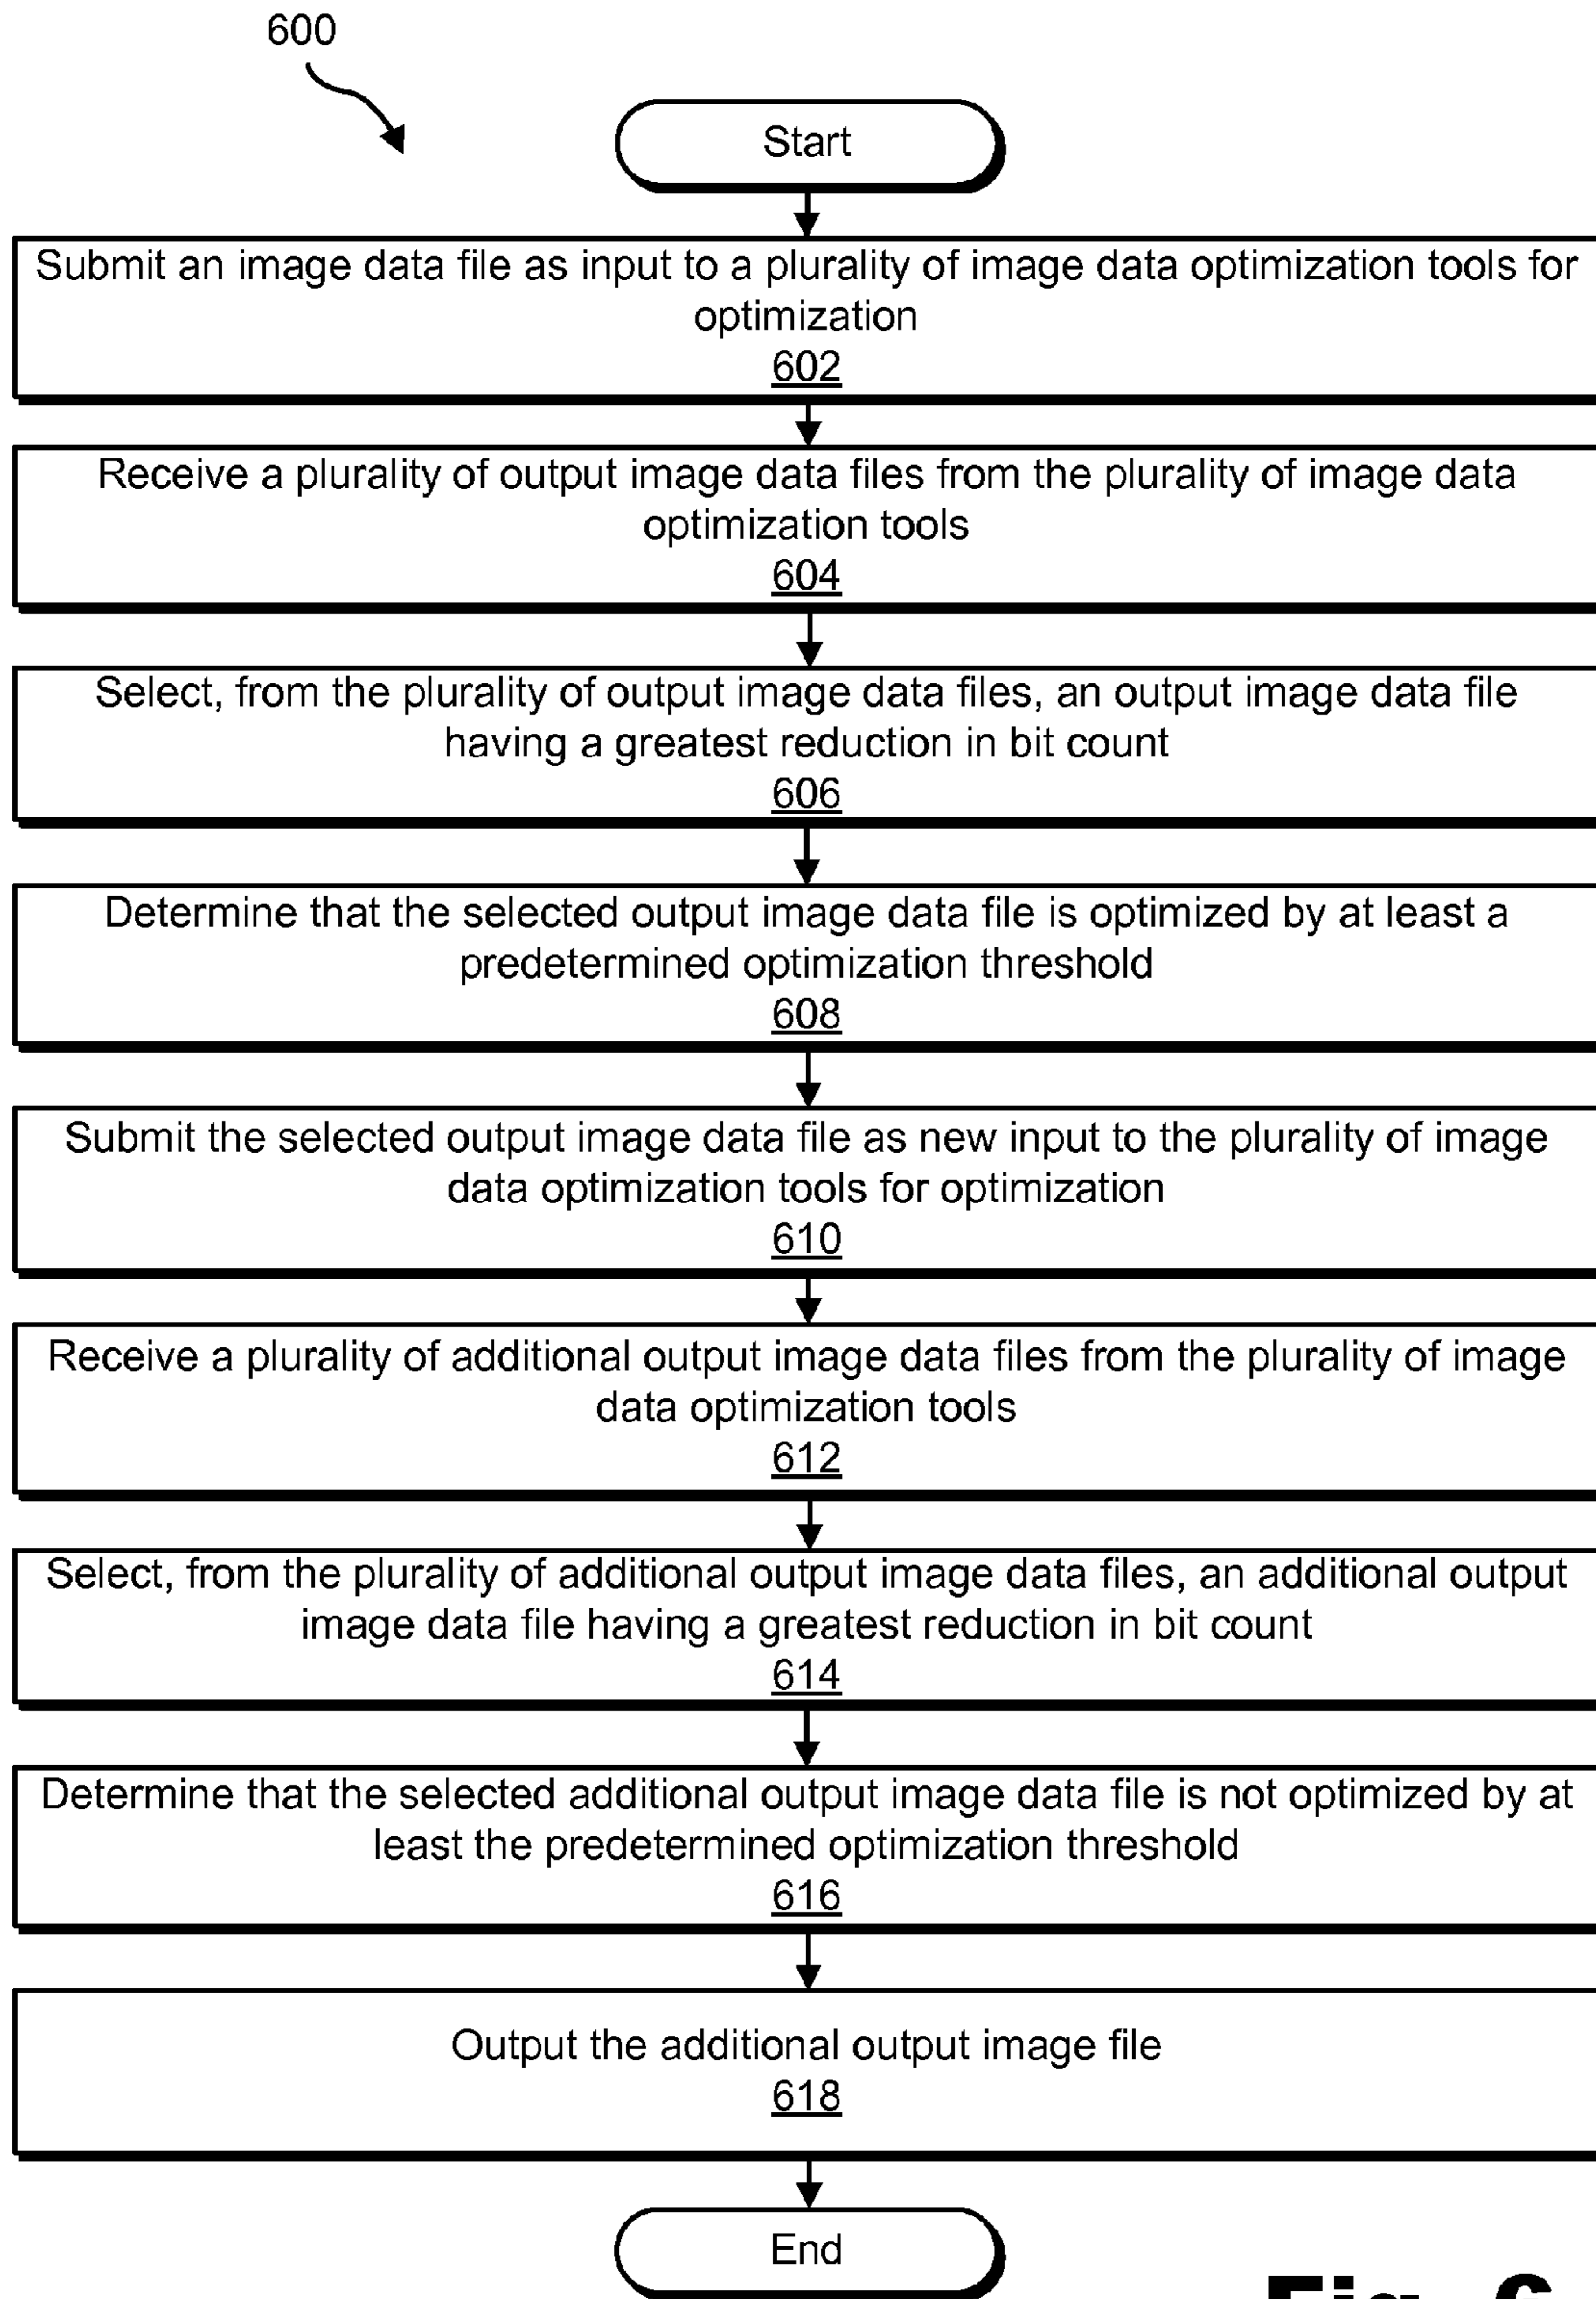 600
Start
Submit an image data file as input to a plurality of image data optimization tools for
optimization
602
Receive a plurality of output image data files from the plurality of image data
optimization tools
604
Select, from the plurality of output image data files, an output image data file
having a greatest reduction in bit count
606
Determine that the selected output image data file is optimized by at least a
predetermined optimization threshold
608
Submit the selected output image data file as new input to the plurality of image
data optimization tools for optimization
610
Receive a plurality of additional output image data files from the plurality of image
data optimization tools
612
Select, from the plurality of additional output image data files, an additional output
image data file having a greatest reduction in bit count
614
Determine that the selected additional output image data file is not optimized by at
least the predetermined optimization threshold
616
Output the additional output image file
618
End